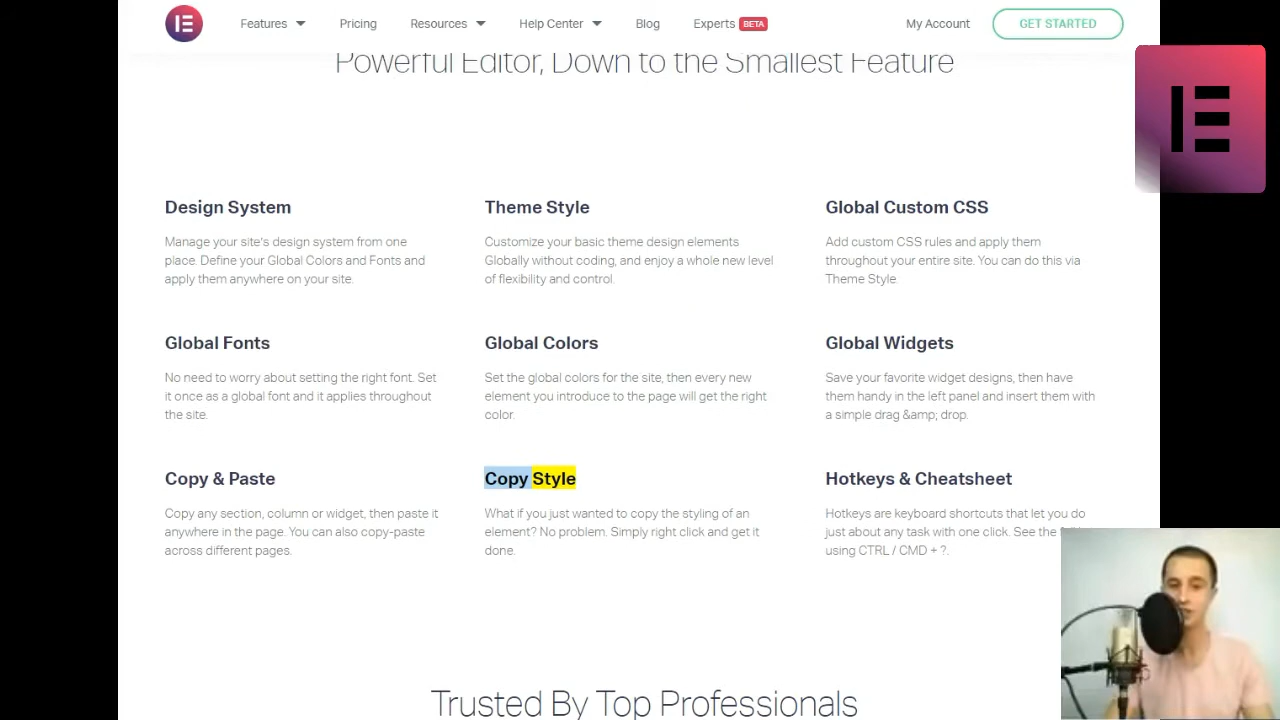 Features
Pricing
Resources
Help Center
Blog
Experts BETA
My Account
GET STARTED
Powerful Editor, Down to the Smallest Feature
Design System
Manage your site's design system from one
place. Define your Global Colors and Fonts and
apply them anywhere on your site.
Theme Style
Customize your basic theme design elements
Globally without coding, and enjoy a whole new level
of flexibility and control.
Global Custom CSS
Add custom CSS rules and apply them
throughout your entire site. You can do this via
Theme Style.
Global Fonts
No need to worry about setting the right font. Set
it once as a global font and it applies throughout
the site.
Global Colors
Set the global colors for the site, then every new
element you introduce to the page will get the right
color.
Global Widgets
Save your favorite widget designs, then have
them handy in the left panel and insert them with
a simple drag &amp; drop.
Copy & Paste
Copy any section, column or widget, then paste it
anywhere in the page. You can also copy-paste
across different pages.
Copy Style
What if you just wanted to copy the styling of an
element? No problem. Simply right click and get it
done.
Hotkeys & Cheatsheet
Hotkeys are keyboard shortcuts that let you do
just about any task with one click. See the
using CTRL / CMD + ?.
Trusted By Top Professionals